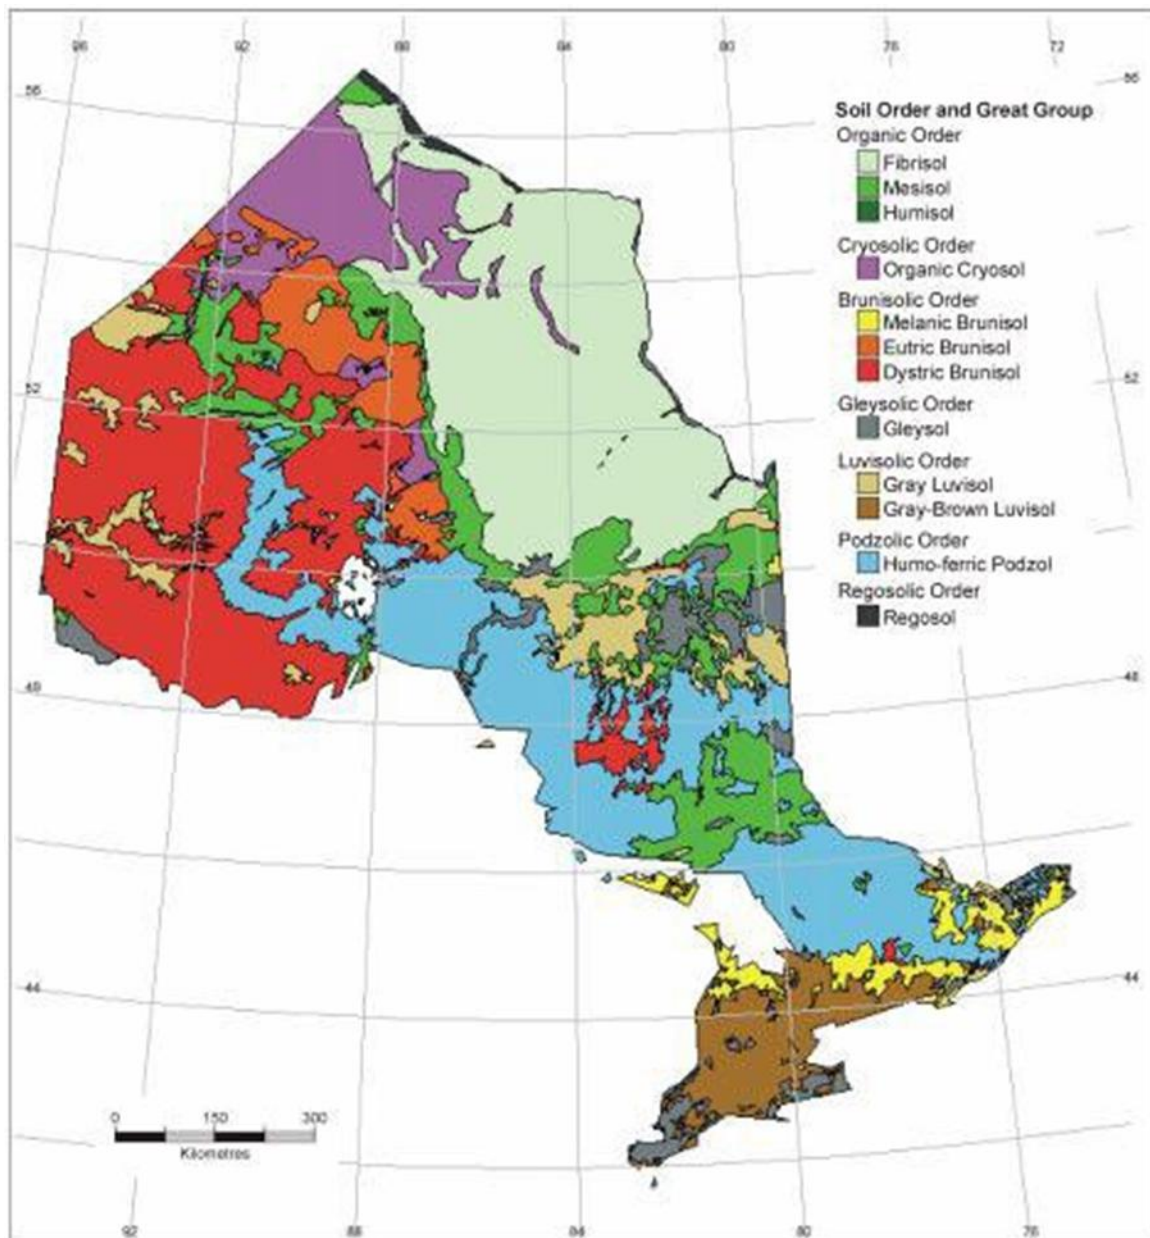 96 92 88 84 80 76 72
56
56
Soil Order and Great Group
Organic Order
Fibrisol
Mesisol
Humisol
Cryosolic Order
Organic Cryosol
Brunisolic Order
Melanic Brunisol
Eutric Brunisol
Dystric Brunisol
Gleysolic Order
Gleysol
Luvisolic Order
Gray Luvisol
Gray-Brown Luvisol
Podzolic Order
Humo-ferric Podzol
Regosolic Order
Regosol
52
52
48
48
44
44
0 150 300
Kilometres
92 88 84 80 76